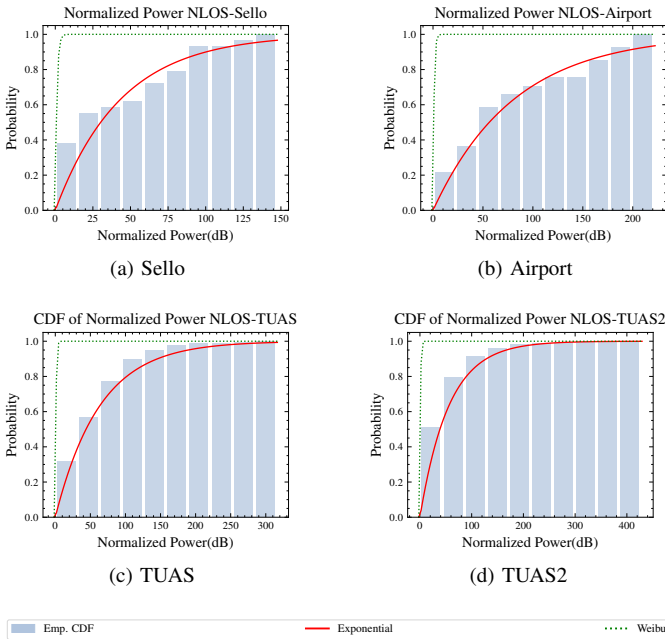 Normalized Power NLOS-Sello
Probability
1.0
0.8
0.6
0.4
0.2
0.0
0 25 50 75 100 125 150
Normalized Power(dB)
(a) Sello
Normalized Power NLOS-Airport
Probability
1.0
0.8
0.6
0.4
0.2
0.0
0 50 100 150 200
Normalized Power(dB)
(b) Airport
CDF of Normalized Power NLOS-TUAS
Probability
1.0
0.8
0.6
0.4
0.2
0.0
0 50 100 150 200 250 300
Normalized Power(dB)
(c) TUAS
CDF of Normalized Power NLOS-TUAS2
Probability
1.0
0.8
0.6
0.4
0.2
0.0
0 100 200 300 400
Normalized Power(dB)
(d) TUAS2
Emp. CDF Exponential